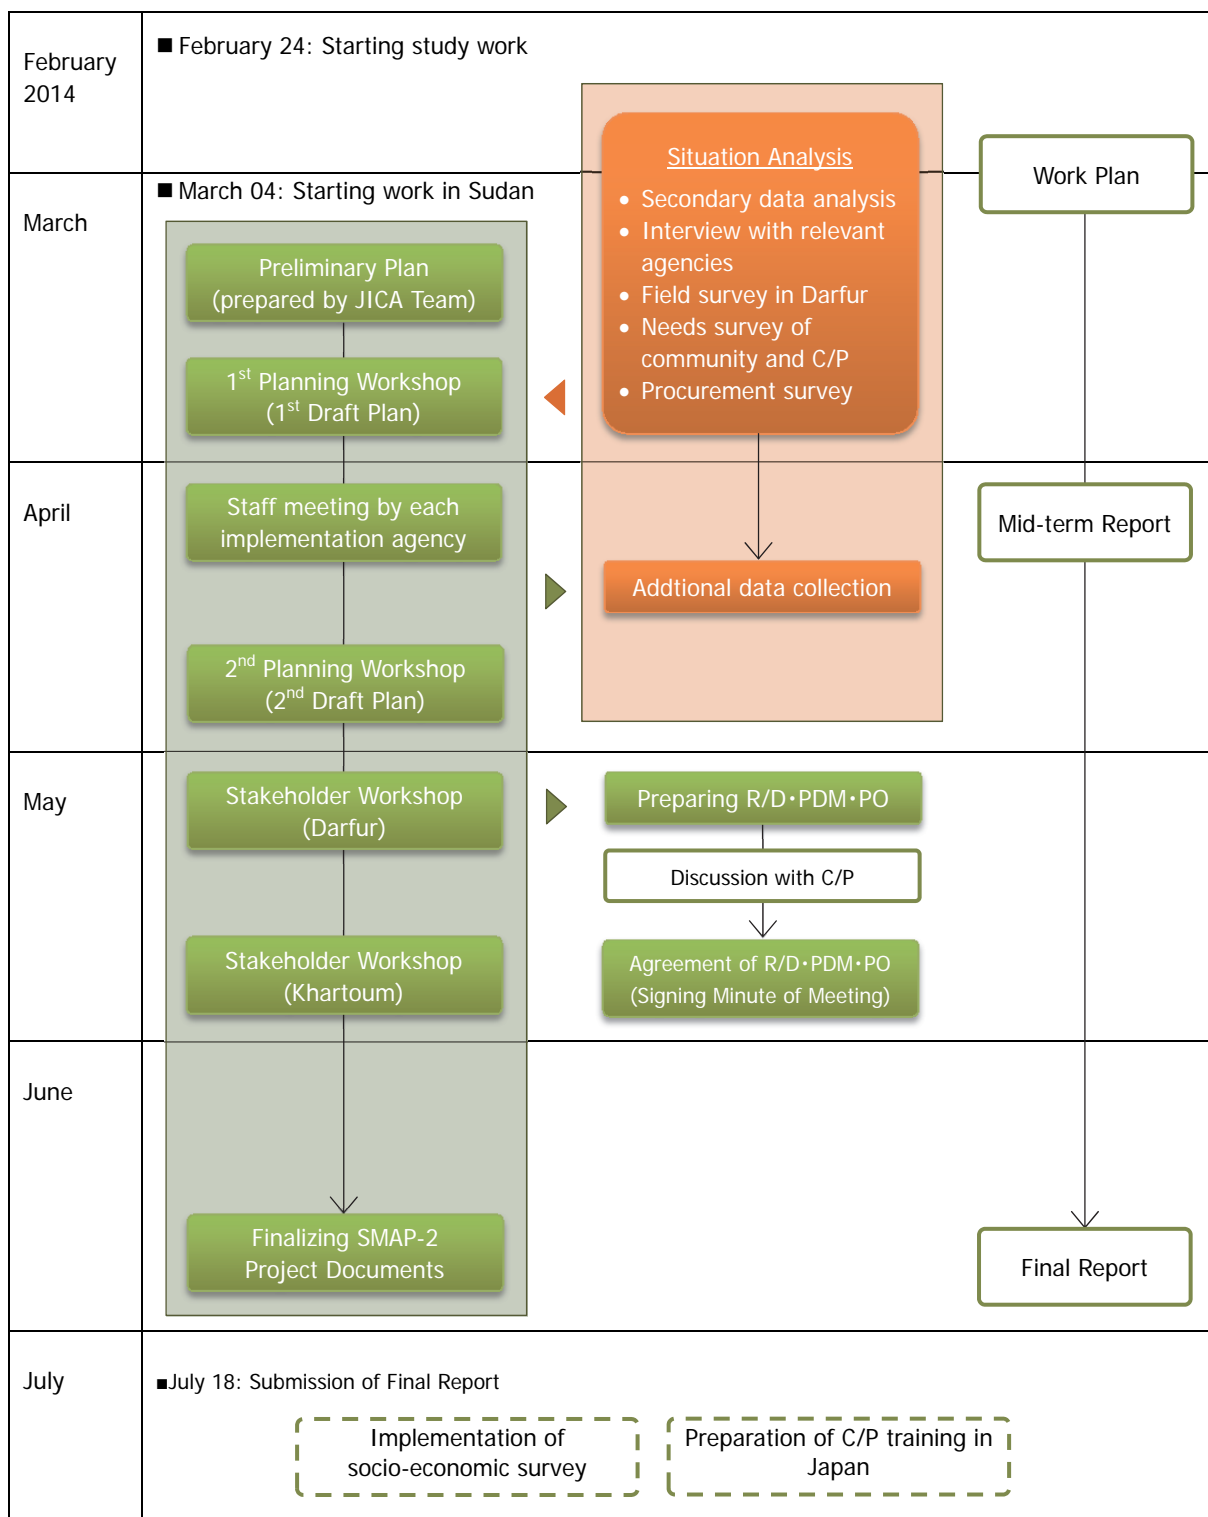 February
2014
■ February 24: Starting study work
Situation Analysis
• Secondary data analysis
• Interview with relevant
agencies
• Field survey in Darfur
• Needs survey of
community and C/P
• Procurement survey
Work Plan
March
■ March 04: Starting work in Sudan
Preliminary Plan
(prepared by JICA Team)
1st Planning Workshop
(1st Draft Plan)
April
Staff meeting by each
implementation agency
Mid-term Report
Addtional data collection
2nd Planning Workshop
(2nd Draft Plan)
May
Stakeholder Workshop
(Darfur)
Preparing R/D・PDM・PO
Discussion with C/P
Stakeholder Workshop
(Khartoum)
Agreement of R/D・PDM・PO
(Signing Minute of Meeting)
June
Finalizing SMAP-2
Project Documents
Final Report
July
■July 18: Submission of Final Report
Implementation of
socio-economic survey
Preparation of C/P training in
Japan